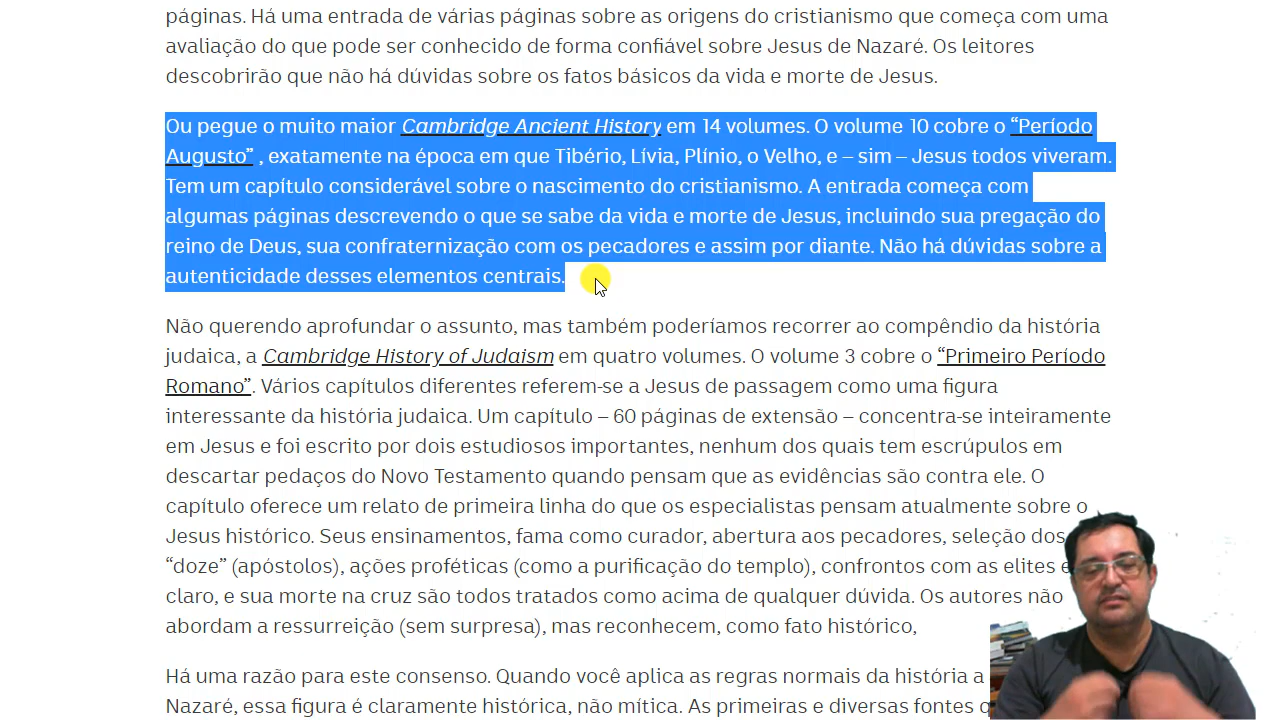 páginas. Há uma entrada de várias páginas sobre as origens do cristianismo que começa com uma
avaliação do que pode ser conhecido de forma confiável sobre Jesus de Nazaré. Os leitores
descobrirão que não há dúvidas sobre os fatos básicos da vida e morte de Jesus.
Ou pegue o muito maior Cambridge Ancient History em 14 volumes. O volume 10 cobre o “Período
Augusto” , exatamente na época em que Tibério, Lívia, Plínio, o Velho, e – sim – Jesus todos viveram.
Tem um capítulo considerável sobre o nascimento do cristianismo. A entrada começa com
algumas páginas descrevendo o que se sabe da vida e morte de Jesus, incluindo sua pregação do
reino de Deus, sua confraternização com os pecadores e assim por diante. Não há dúvidas sobre a
autenticidade desses elementos centrais.
Não querendo aprofundar o assunto, mas também poderíamos recorrer ao compêndio da história
judaica, a Cambridge History of Judaism em quatro volumes. O volume 3 cobre o “Primeiro Período
Romano”. Vários capítulos diferentes referem-se a Jesus de passagem como uma figura
interessante da história judaica. Um capítulo – 60 páginas de extensão – concentra-se inteiramente
em Jesus e foi escrito por dois estudiosos importantes, nenhum dos quais tem escrúpulos em
descartar pedaços do Novo Testamento quando pensam que as evidências são contra ele. O
capítulo oferece um relato de primeira linha do que os especialistas pensam atualmente sobre o
Jesus histórico. Seus ensinamentos, fama como curador, abertura aos pecadores, seleção dos
“doze” (apóstolos), ações proféticas (como a purificação do templo), confrontos com as elites e
claro, e sua morte na cruz são todos tratados como acima de qualquer dúvida. Os autores não
abordam a ressurreição (sem surpresa), mas reconhecem, como fato histórico,
Há uma razão para este consenso. Quando você aplica as regras normais da história a
Nazaré, essa figura é claramente histórica, não mítica. As primeiras e diversas fontes